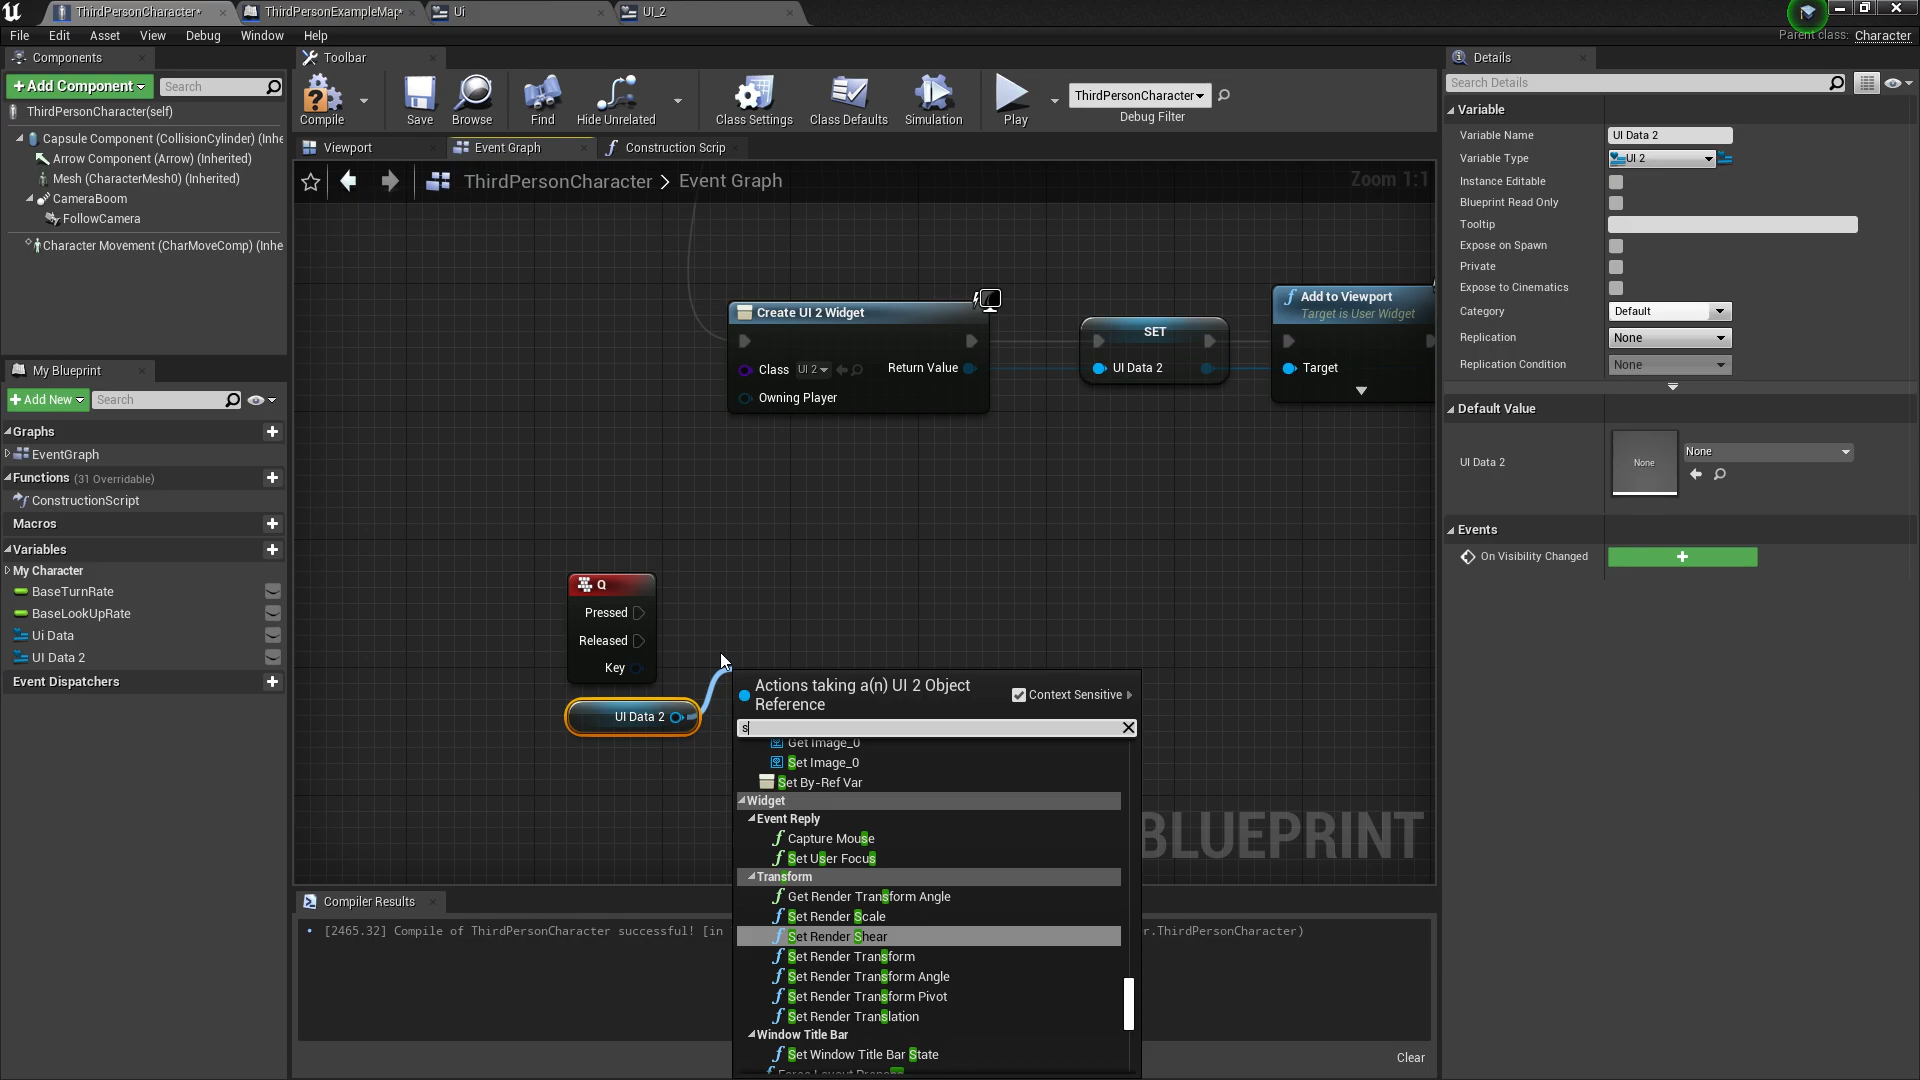 ThirdPersonCharacter*
ThirdPersonExampleMap*
Ui
UI_2
File Edit Asset View Debug Window Help
Parent class: Character
Components
+Add Component
Search
ThirdPersonCharacter(self)
Capsule Component (CollisionCylinder) (Inhe
Arrow Component (Arrow) (Inherited)
Mesh (CharacterMesh0) (Inherited)
CameraBoom
FollowCamera
Character Movement (CharMoveComp) (Inhe
My Blueprint
+Add New
Search
Graphs
EventGraph
Functions (31 Overridable)
ConstructionScript
Macros
Variables
My Character
BaseTurnRate
BaseLookUpRate
Ui Data
UI Data 2
Event Dispatchers
Toolbar
Compile
Save
Browse
Find
Hide Unrelated
Class Settings
Class Defaults
Simulation
Play
ThirdPersonCharacter
Debug Filter
Viewport
Event Graph
Construction Scrip
ThirdPersonCharacter > Event Graph
Zoom 1:1
Create UI 2 Widget
Class UI 2
Return Value
Owning Player
SET
UI Data 2
Add to Viewport
Target is User Widget
Target
Q
Pressed
Released
Key
UI Data 2
Actions taking a(n) UI 2 Object
Reference
Context Sensitive
s
Get Image_0
Set Image_0
Set By-Ref Var
Widget
Event Reply
Capture Mouse
Set User Focus
Transform
Get Render Transform Angle
Set Render Scale
Set Render Shear
Set Render Transform
Set Render Transform Angle
Set Render Transform Pivot
Set Render Translation
Window Title Bar
Set Window Title Bar State
BLUEPRINT
Compiler Results
[2465.32] Compile of ThirdPersonCharacter successful! [in
r.ThirdPersonCharacter)
Clear
Details
Search Details
Variable
Variable Name UI Data 2
Variable Type UI 2
Instance Editable
Blueprint Read Only
Tooltip
Expose on Spawn
Private
Expose to Cinematics
Category Default
Replication None
Replication Condition None
Default Value
UI Data 2
None
None
Events
On Visibility Changed
+